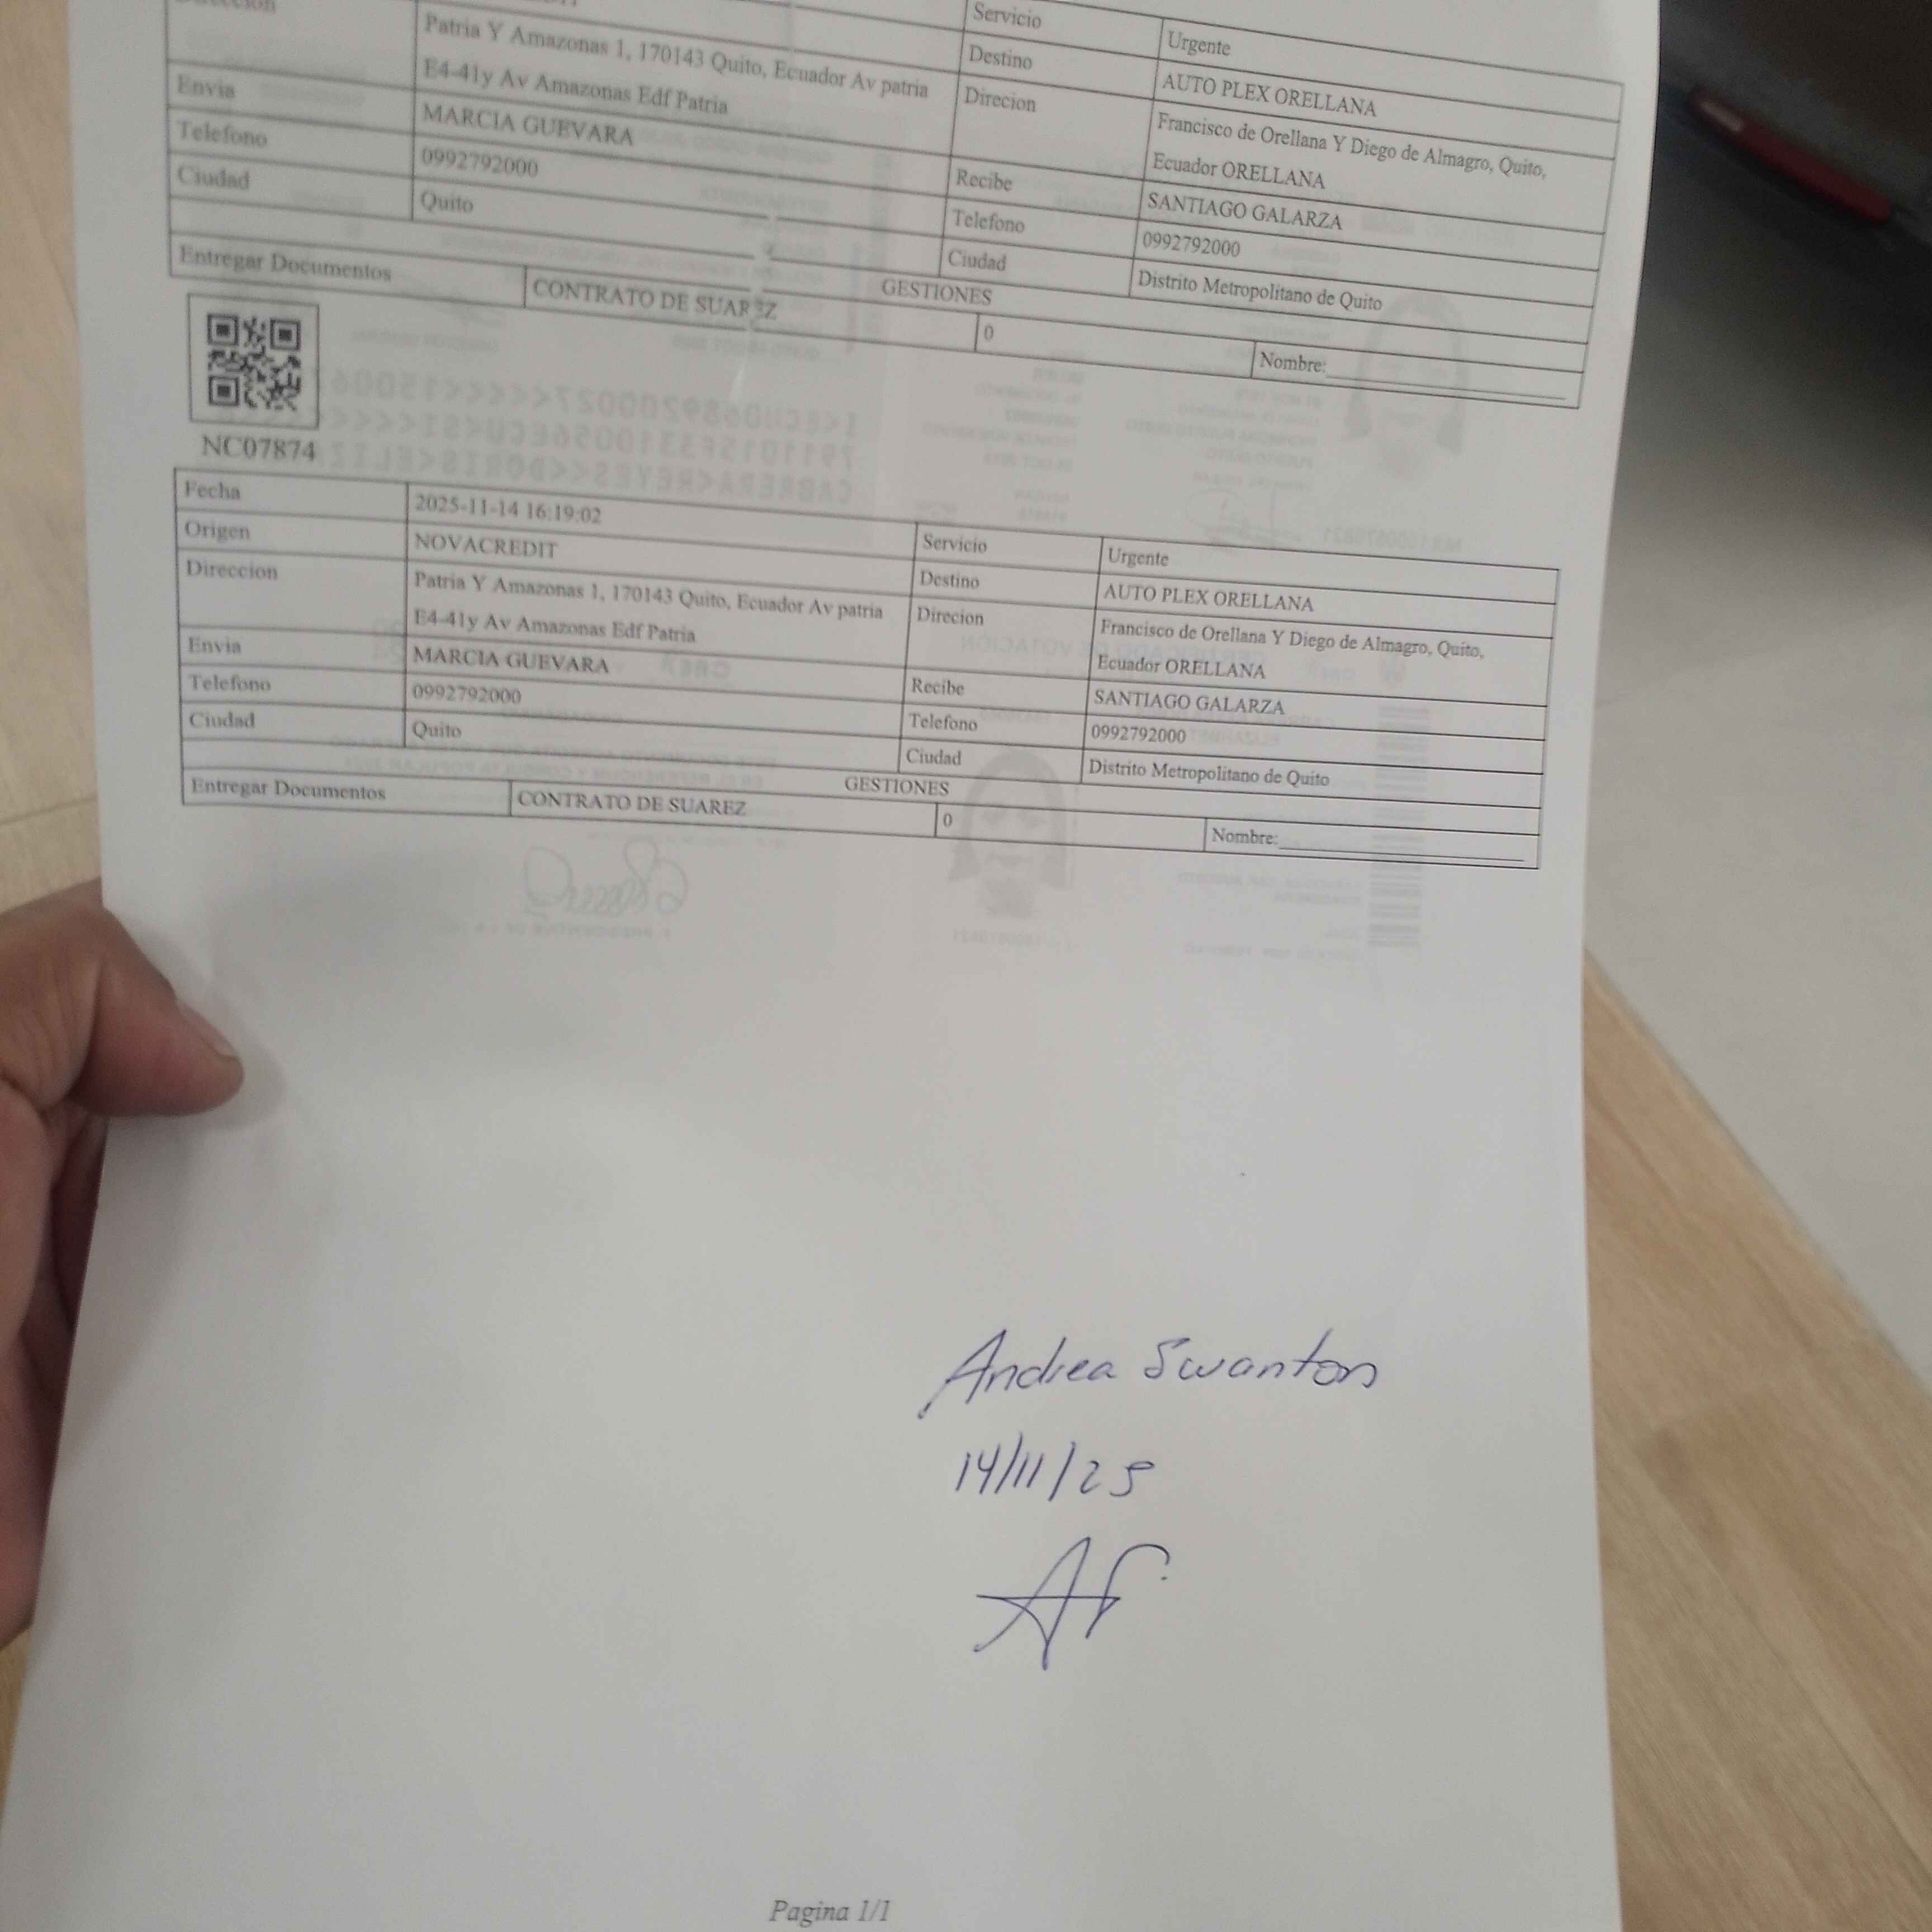 Servicio Urgente
Patria Y Amazonas 1, 170143 Quito, Ecuador Av patria Destino AUTO PLEX ORELLANA
E4-41y Av Amazonas Edf Patria Direcion Francisco de Orellana Y Diego de Almagro, Quito,
Ecuador ORELLANA
Envia MARCIA GUEVARA Recibe SANTIAGO GALARZA
Telefono 0992792000 Telefono 0992792000
Ciudad Quito Ciudad Distrito Metropolitano de Quito
GESTIONES
Entregar Documentos CONTRATO DE SUAREZ 0 Nombre:
NC07874
Fecha 2025-11-14 16:19:02 Servicio Urgente
Origen NOVACREDIT Destino AUTO PLEX ORELLANA
Direccion Patria Y Amazonas 1, 170143 Quito, Ecuador Av patria Direcion Francisco de Orellana Y Diego de Almagro, Quito,
E4-41y Av Amazonas Edf Patria Ecuador ORELLANA
Envia MARCIA GUEVARA Recibe SANTIAGO GALARZA
Telefono 0992792000 Telefono 0992792000
Ciudad Quito Ciudad Distrito Metropolitano de Quito
GESTIONES
Entregar Documentos CONTRATO DE SUAREZ 0 Nombre:
Andrea Swanton
14/11/25
Pagina 1/1